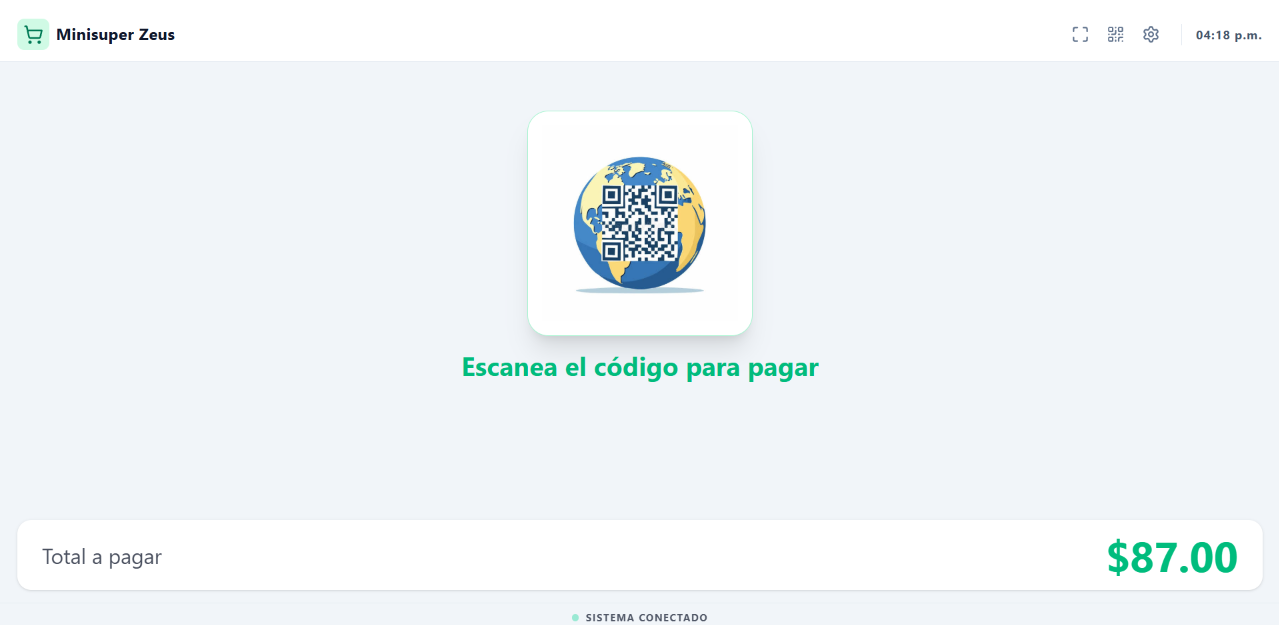 Minisuper Zeus
04:18 p.m.
Escanea el código para pagar
Total a pagar
$87.00
SISTEMA CONECTADO